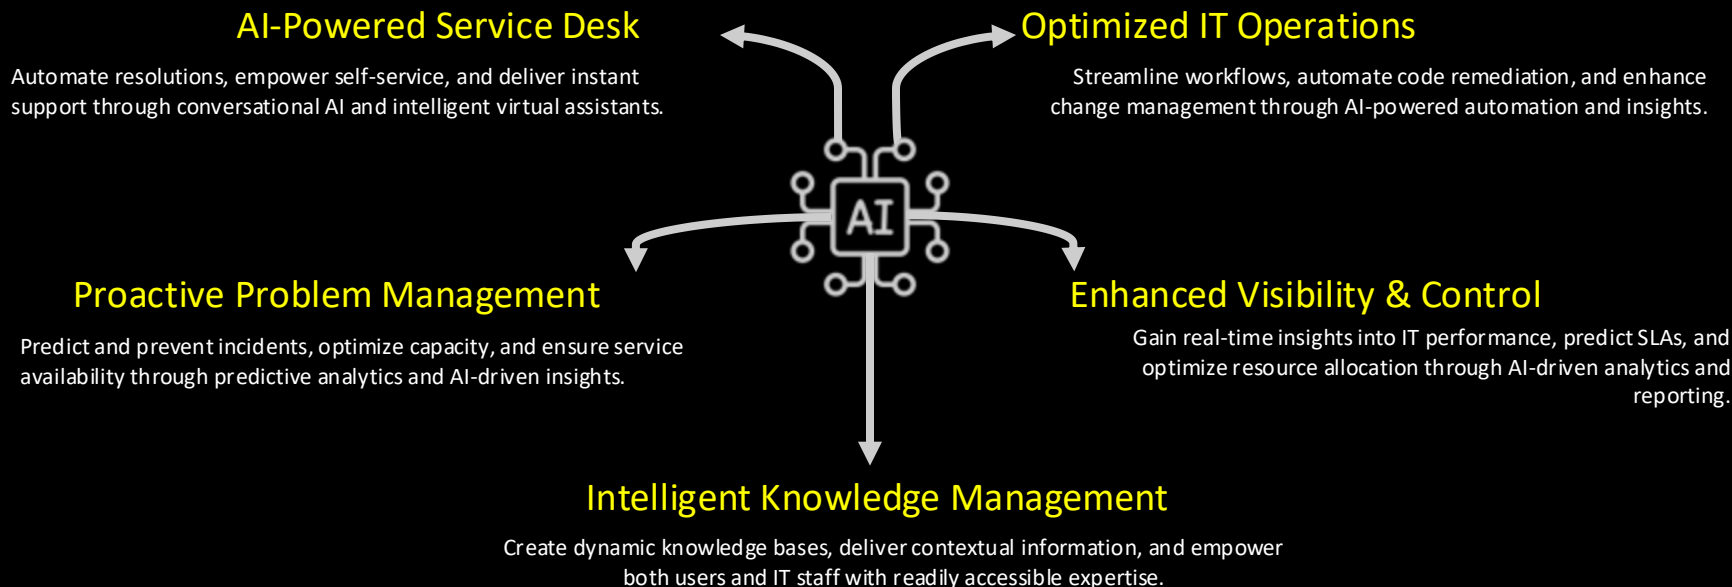 AI-Powered Service Desk
Automate resolutions, empower self-service, and deliver instant
support through conversational AI and intelligent virtual assistants.
Optimized IT Operations
Streamline workflows, automate code remediation, and enhance
change management through AI-powered automation and insights.
AI
Proactive Problem Management
Predict and prevent incidents, optimize capacity, and ensure service
availability through predictive analytics and AI-driven insights.
Enhanced Visibility & Control
Gain real-time insights into IT performance, predict SLAs, and
optimize resource allocation through AI-driven analytics and
reporting.
Intelligent Knowledge Management
Create dynamic knowledge bases, deliver contextual information, and empower
both users and IT staff with readily accessible expertise.